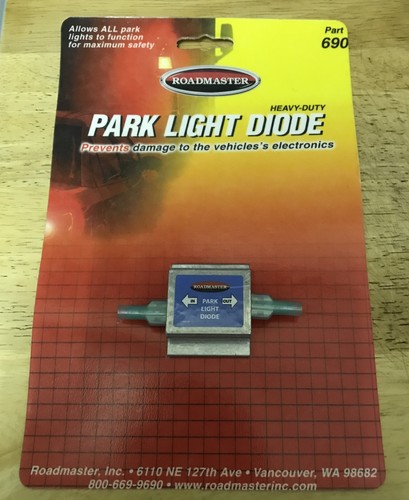 Allows ALL park
lights to function
for maximum safety
Part
690
ROADMASTER
HEAVY-DUTY
PARK LIGHT DIODE
Prevents damage to the vehicles's electronics
ROADMASTER
IN PARK OUT
LIGHT
DIODE
Roadmaster, Inc. • 6110 NE 127th Ave • Vancouver, WA 98682
800-669-9690 • www.roadmasterinc.com